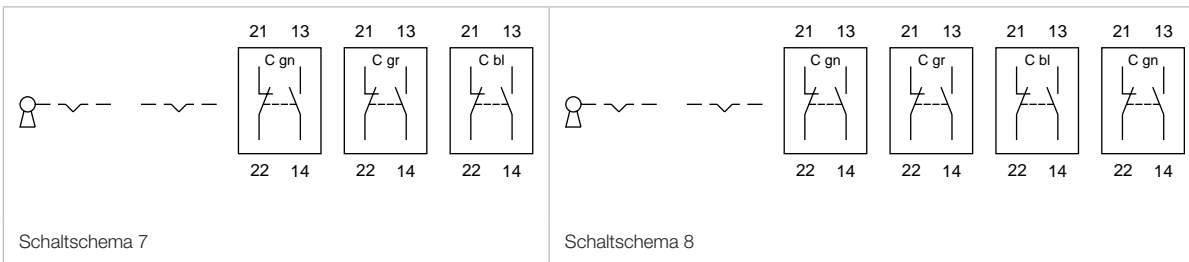 21 13 21 13 21 13 21 13 21 13 21 13 21 13
C gn C gr C bl C gn C gr C bl C gn
22 14 22 14 22 14 22 14 22 14 22 14 22 14
Schaltschema 7 Schaltschema 8